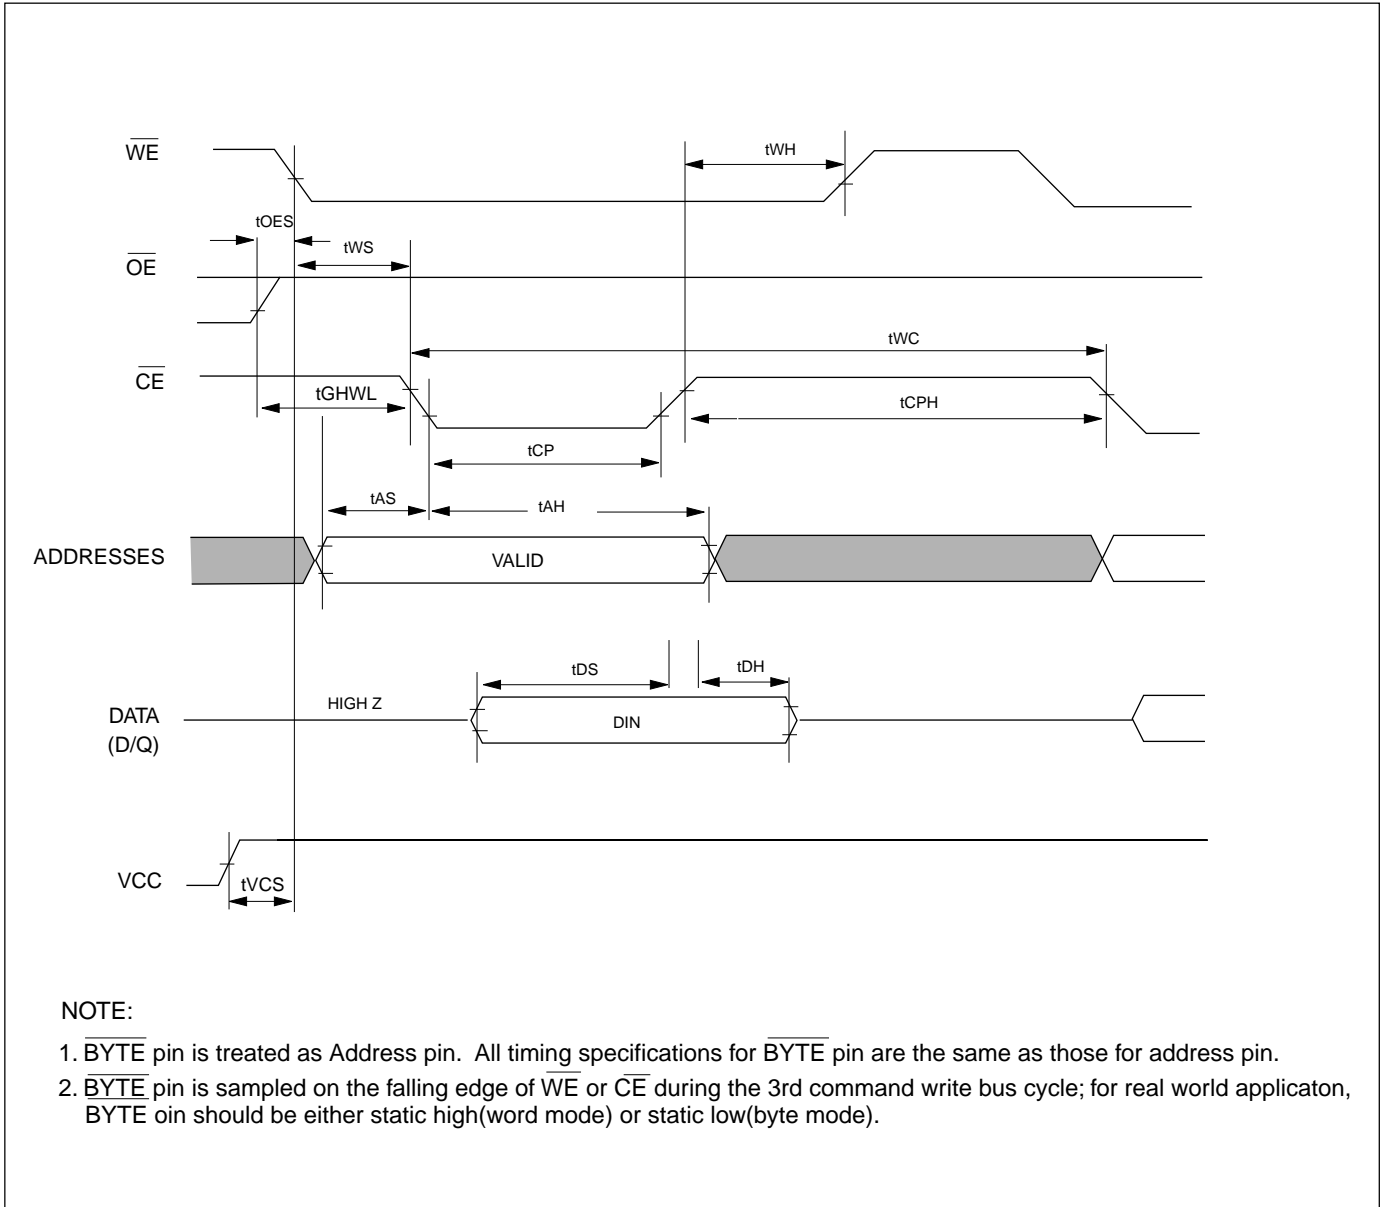 WE
tWH
tOES
tWS
OE
tWC
CE
tGHWL
tCPH
tCP
tAS
tAH
ADDRESSES
VALID
tDS
tDH
HIGH Z
DATA
(D/Q)
DIN
VCC
tVCS
NOTE:
1. BYTE pin is treated as Address pin. All timing specifications for BYTE pin are the same as those for address pin.
2. BYTE pin is sampled on the falling edge of WE or CE during the 3rd command write bus cycle; for real world applicaton,
BYTE oin should be either static high(word mode) or static low(byte mode).